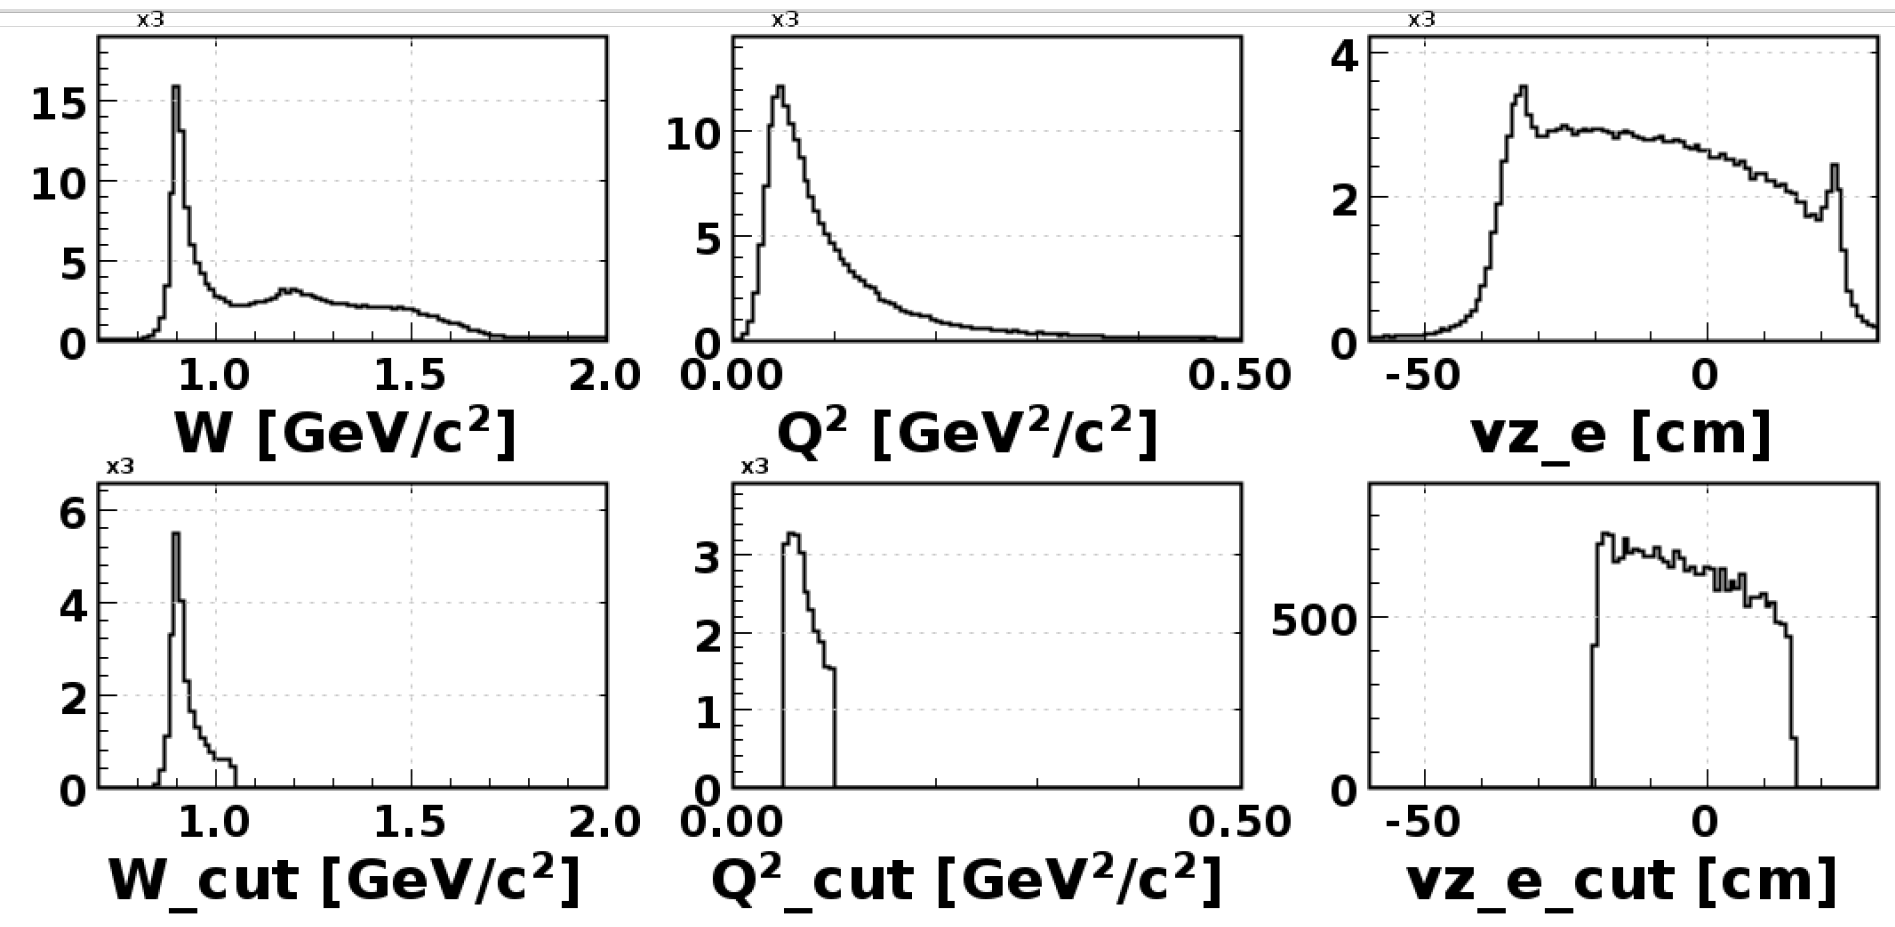 x3 x3 x3
15
10
5
0
1.0 1.5 2.0
W [GeV/c²]
10
5
0
0.00 0.50
Q² [GeV²/c²]
4
2
0
-50 0
vz_e [cm]
x3 x3
6
4
2
0
1.0 1.5 2.0
W_cut [GeV/c²]
3
2
1
0
0.00 0.50
Q²_cut [GeV²/c²]
500
0
-50 0
vz_e_cut [cm]